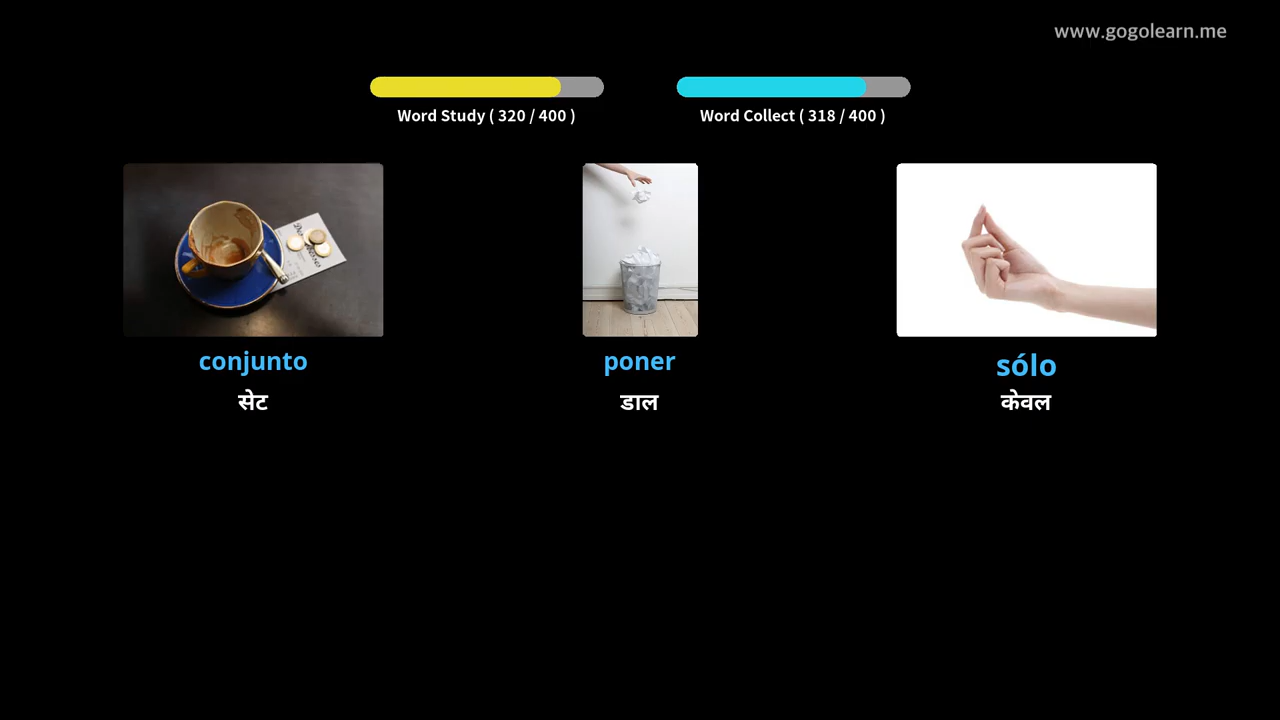 www.gogolearn.me
Word Study ( 320 / 400 )
Word Collect ( 318 / 400 )
conjunto
poner
sólo
सेट
डाल
केवल